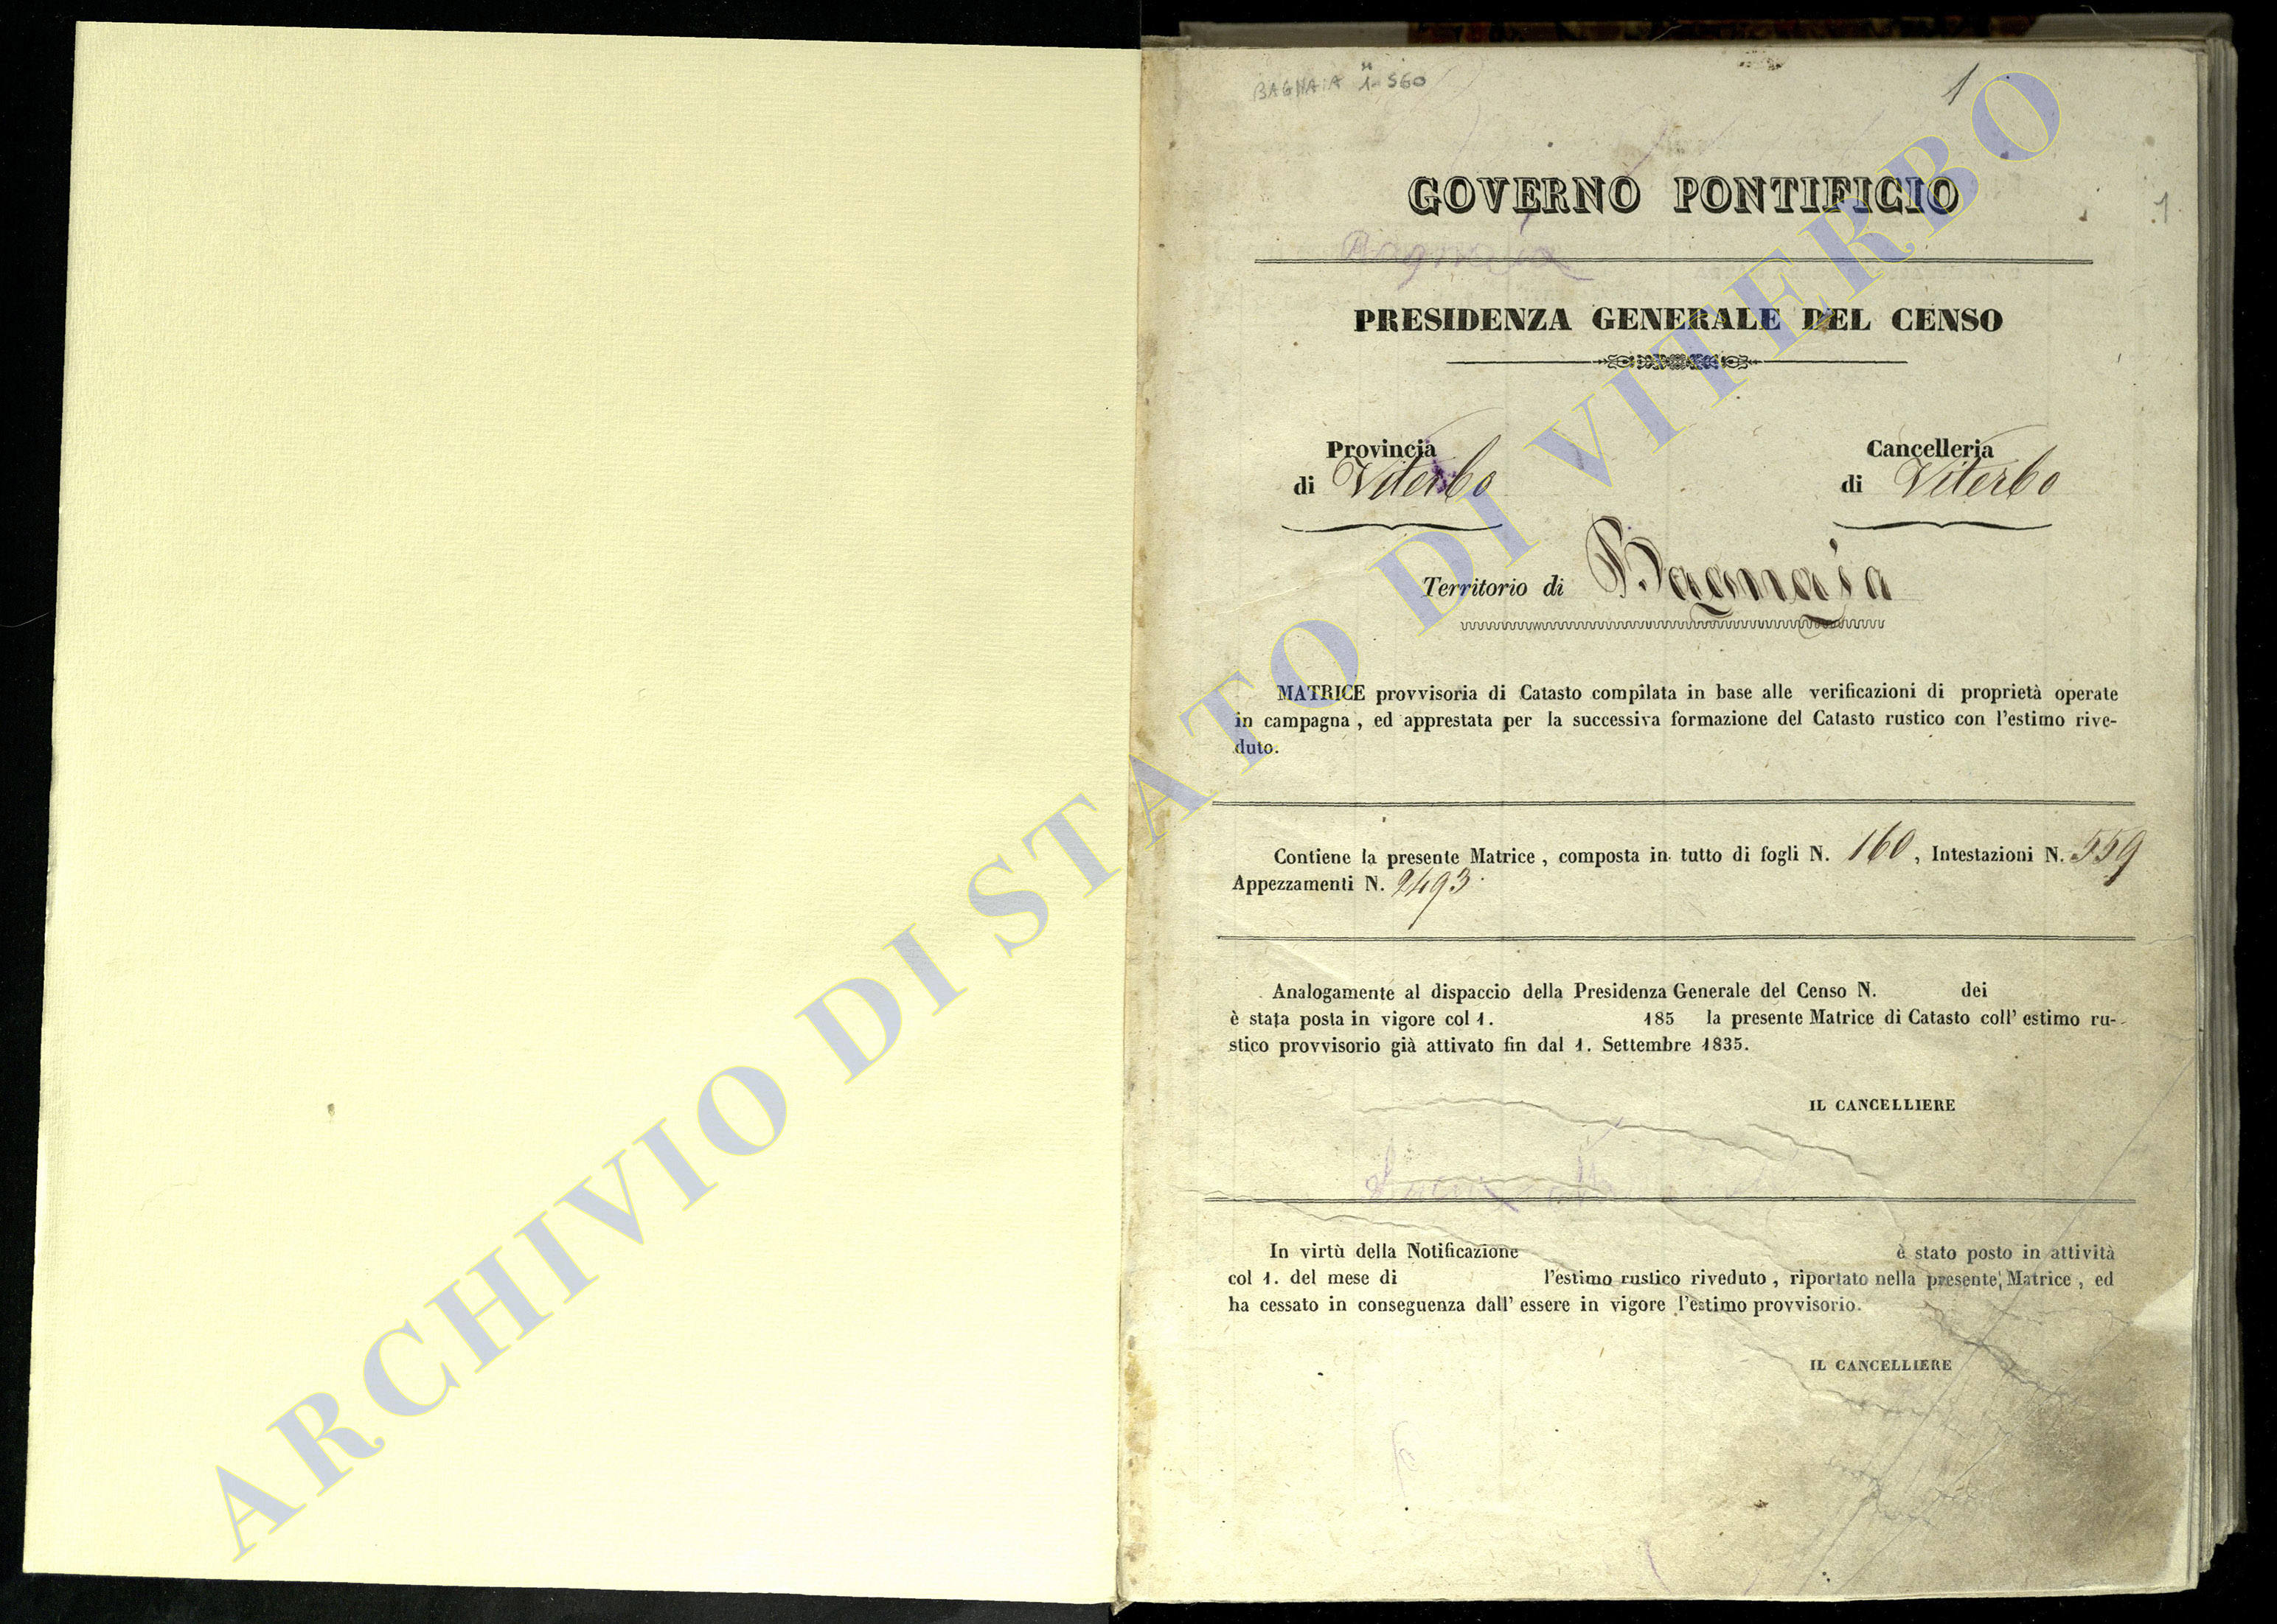 BAGNAIA 1-560
1
GOVERNO PONTIFICIO
1
Bagnaia
PRESIDENZA GENERALE DEL CENSO
Provincia
di Viterbo
Cancelleria
di Viterbo
Territorio di Bagnaia
MATRICE provvisoria di Catasto compilata in base alle verificazioni di proprietà operate
in campagna , ed apprestata per la successiva formazione del Catasto rustico con l'estimo rive-
duto.
Contiene la presente Matrice , composta in tutto di fogli N. 160 , Intestazioni N. 559
Appezzamenti N. 2493
Analogamente al dispaccio della Presidenza Generale del Censo N. dei
è stata posta in vigore col 1. 185 la presente Matrice di Catasto coll' estimo ru-
stico provvisorio già attivato fin dal 1. Settembre 1835.
IL CANCELLIERE
In virtù della Notificazione è stato posto in attività
col 1. del mese di l'estimo rustico riveduto , riportato nella presente Matrice , ed
ha cessato in conseguenza dall' essere in vigore l'estimo provvisorio.
IL CANCELLIERE
ARCHIVIO DI STATO DI VITERBO